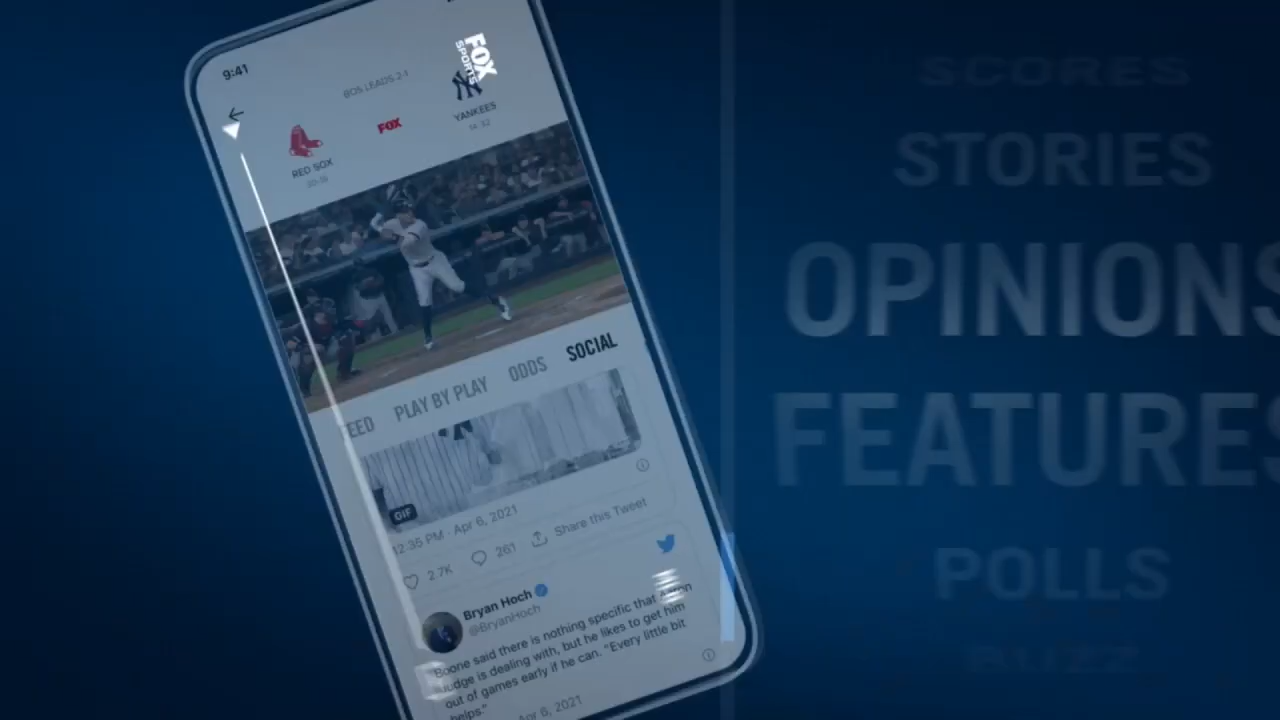 9:41
FOX
SPORTS
BOS LEADS 2-1
RED SOX
FOX
YANKEES
EED PLAY BY PLAY ODDS SOCIAL
GIF
12:35 PM · Apr 6, 2021
2.7K 261 Share this Tweet
Bryan Hoch
@BryanHoch
Boone said there is nothing specific that Aaron
Judge is dealing with, but he likes to get him
out of games early if he can. "Every little bit
helps."
Apr 6, 2021
SCORES
STORIES
OPINIONS
FEATURES
POLLS
BUZZ